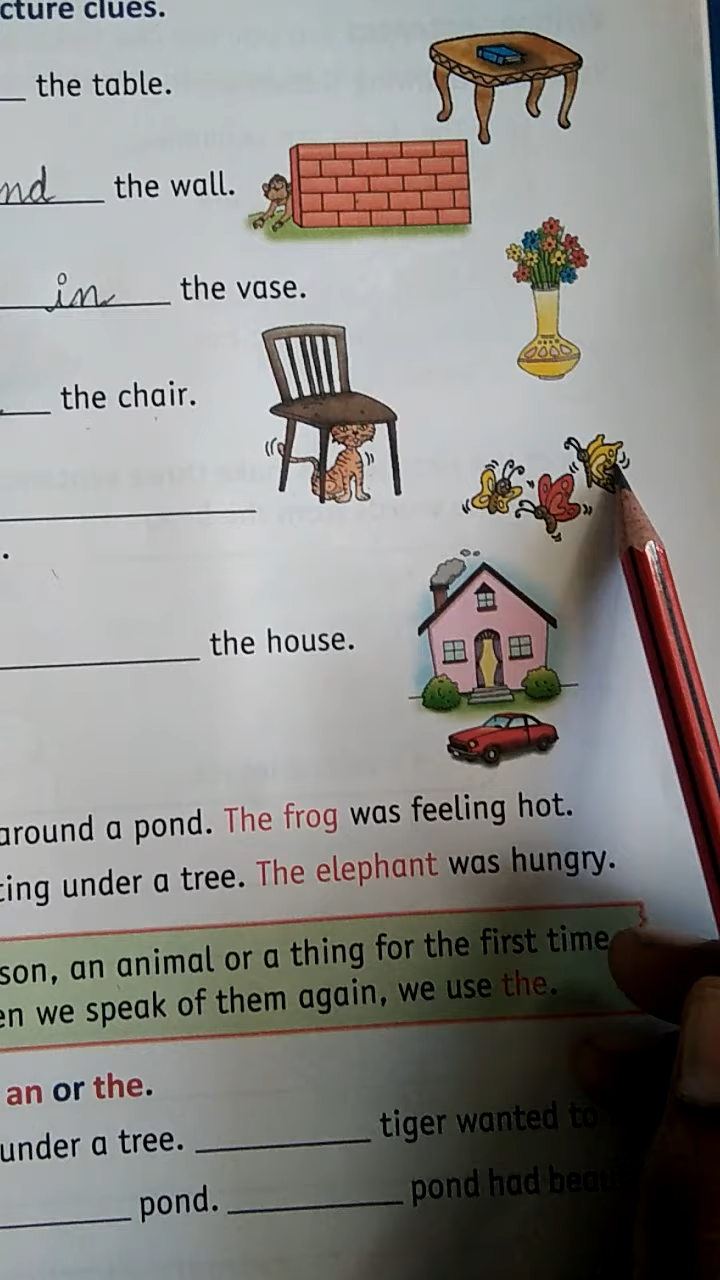 cture clues.
the table.
nd the wall.
in the vase.
the chair.
.
the house.
around a pond. The frog was feeling hot.
ting under a tree. The elephant was hungry.
son, an animal or a thing for the first time
en we speak of them again, we use the.
an or the.
under a tree. tiger wanted to
pond. pond had beau